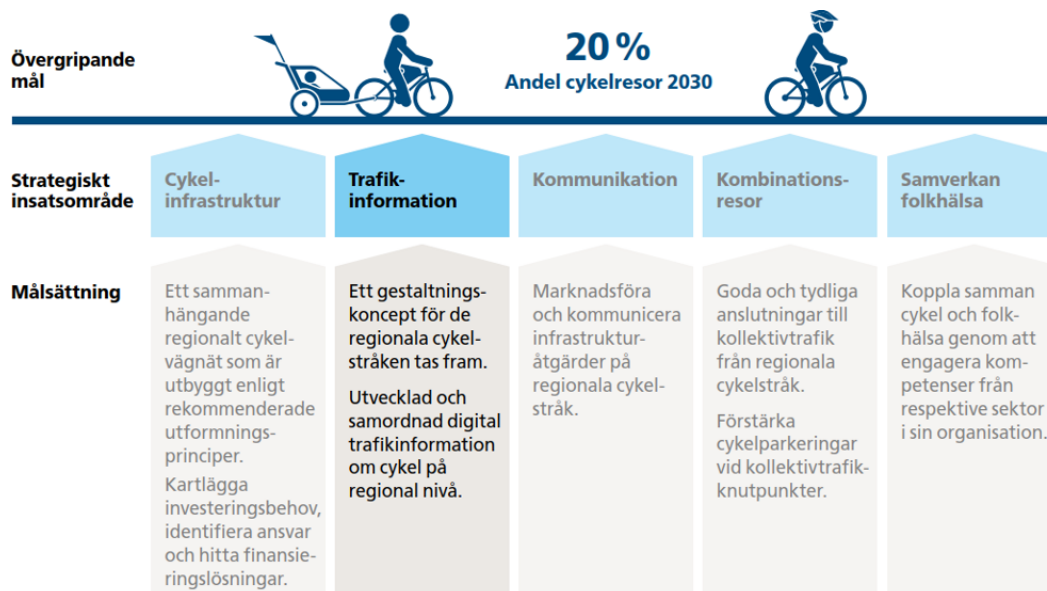 Övergripande
mål
20 %
Andel cykelresor 2030
Strategiskt
insatsområde
Cykel-
infrastruktur
Trafik-
information
Kommunikation
Kombinations-
resor
Samverkan
folkhälsa
Målsättning
Ett samman-
hängande
regionalt cykel-
vägnät som är
utbyggt enligt
rekommenderade
utformnings-
principer.
Kartlägga
investeringsbehov,
identifiera ansvar
och hitta finansie-
ringslösningar.
Ett gestaltnings-
koncept för de
regionala cykel-
stråken tas fram.
Utvecklad och
samordnad digital
trafikinformation
om cykel på
regional nivå.
Marknadsföra
och kommunicera
infrastruktur-
åtgärder på
regionala cykel-
stråk.
Goda och tydliga
anslutningar till
kollektivtrafik
från regionala
cykelstråk.
Förstärka
cykelparkeringar
vid kollektivtrafik-
knutpunkter.
Koppla samman
cykel och folk-
hälsa genom att
engagera kom-
petenser från
respektive sektor
i sin organisation.